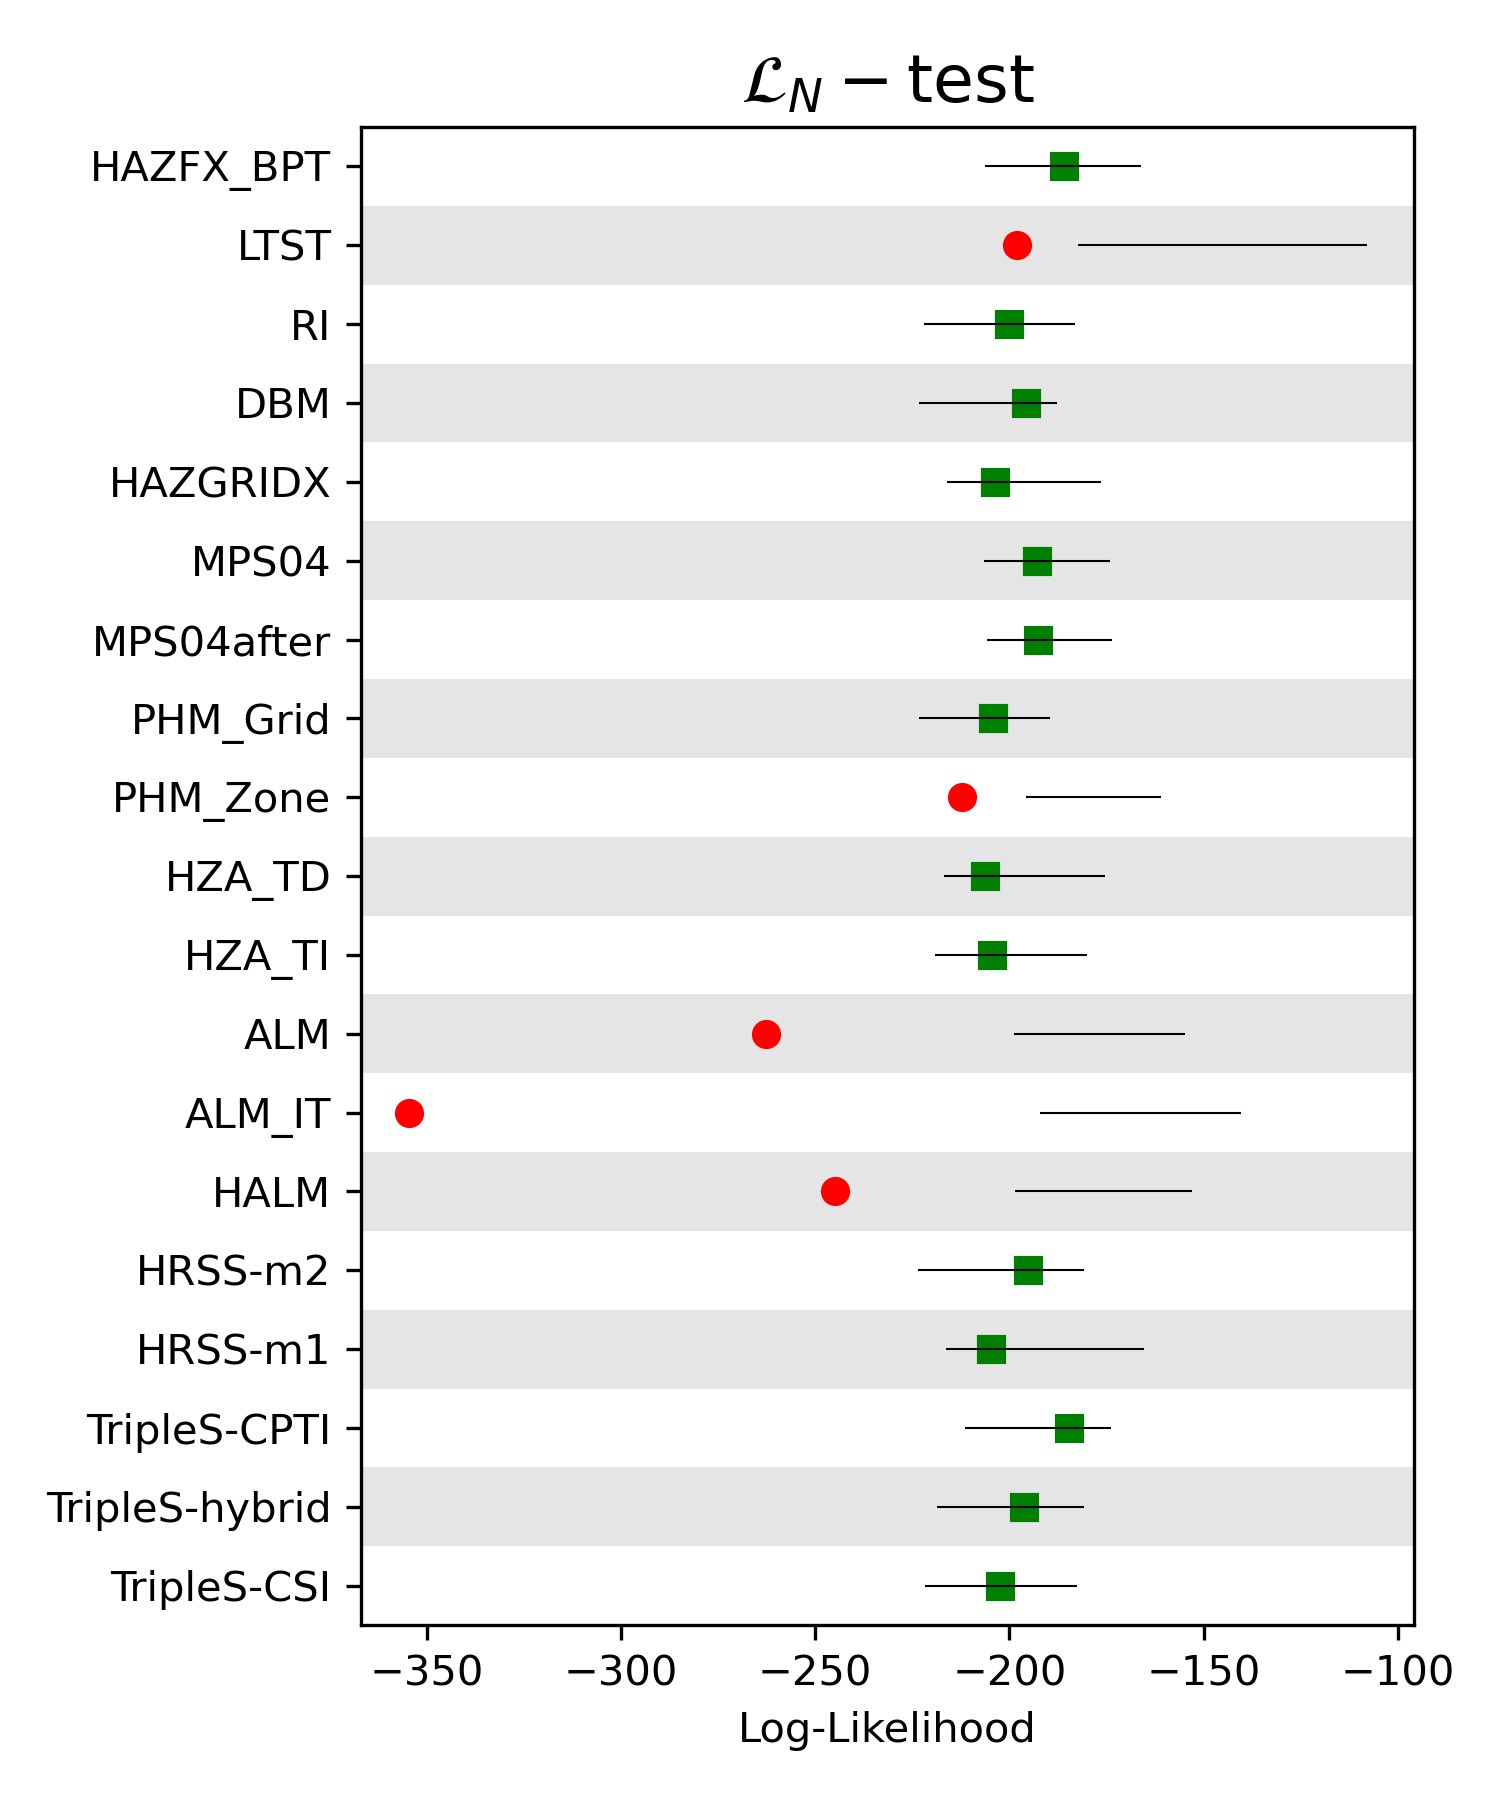 ℒN − test
HAZFX_BPT
LTST
RI
DBM
HAZGRIDX
MPS04
MPS04after
PHM_Grid
PHM_Zone
HZA_TD
HZA_TI
ALM
ALM_IT
HALM
HRSS-m2
HRSS-m1
TripleS-CPTI
TripleS-hybrid
TripleS-CSI
−350 −300 −250 −200 −150 −100
Log-Likelihood